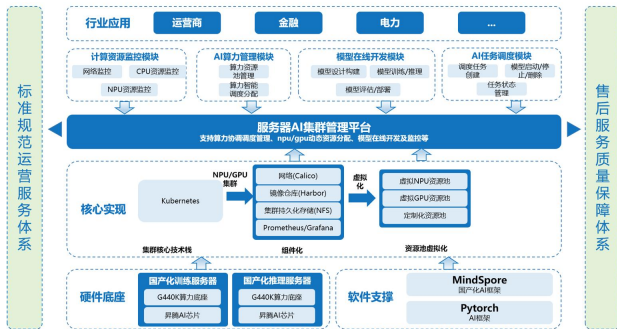 行业应用
运营商
金融
电力
...
计算资源监控模块
网络监控
CPU资源监控
NPU资源监控
AI算力管理模块
算力资源
池管理
算力智能
调度分配
模型在线开发模块
模型设计构建
模型训练/推理
模型评估/部署
AI任务调度模块
调度任务
创建
模型启动/停
止/删除
任务状态
管理
标准规范运营服务体系
服务器AI集群管理平台
支持算力协调调度管理、npu/gpu动态资源分配、模型在线开发及监控等
售后服务质量保障体系
核心实现
Kubernetes
NPU/GPU
集群
网络(Calico)
镜像仓库(Harbor)
集群持久化存储(NFS)
Prometheus/Grafana
虚拟
化
虚拟NPU资源池
虚拟GPU资源池
定制化资源池
集群核心技术栈
组件化
资源池虚拟化
硬件底座
国产化训练服务器
G440K算力底座
昇腾AI芯片
国产化推理服务器
G440K算力底座
昇腾AI芯片
软件支撑
MindSpore
国产化AI框架
Pytorch
AI框架